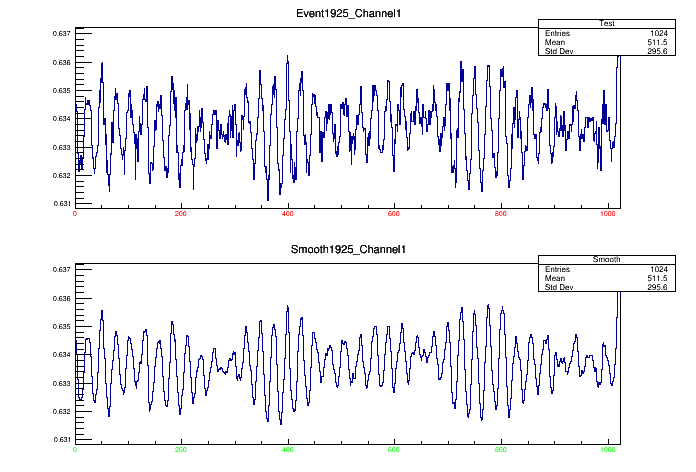 Event1925_Channel1
Test
Entries 1024
Mean 511.5
Std Dev 295.6
0.637
0.636
0.635
0.634
0.633
0.632
0.631
0 200 400 600 800 1000
Smooth1925_Channel1
Smooth
Entries 1024
Mean 511.5
Std Dev 295.6
0.637
0.636
0.635
0.634
0.633
0.632
0.631
0 200 400 600 800 1000